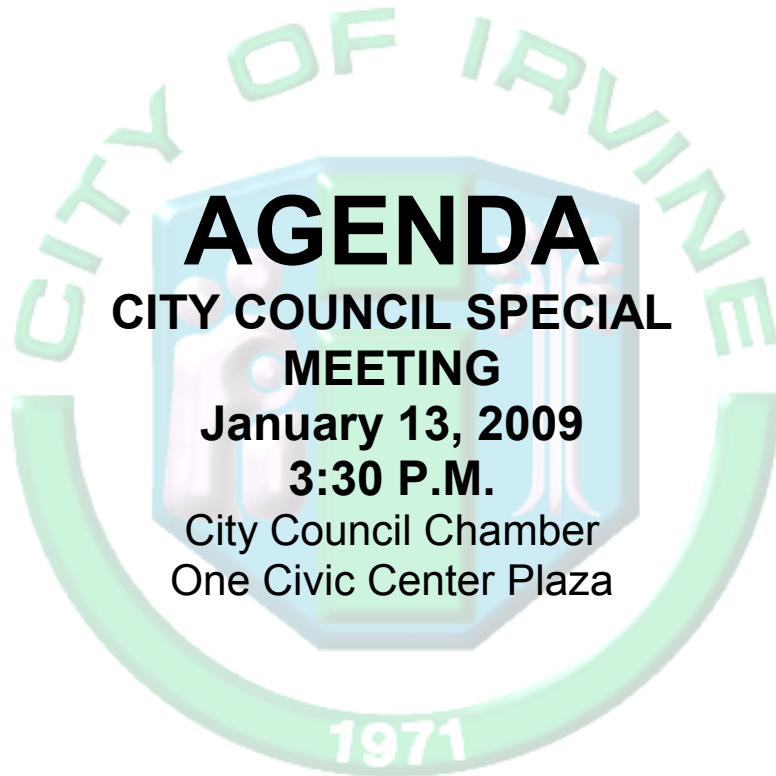 CITY OF IRVINE
AGENDA
CITY COUNCIL SPECIAL
MEETING
January 13, 2009
3:30 P.M.
City Council Chamber
One Civic Center Plaza
1971